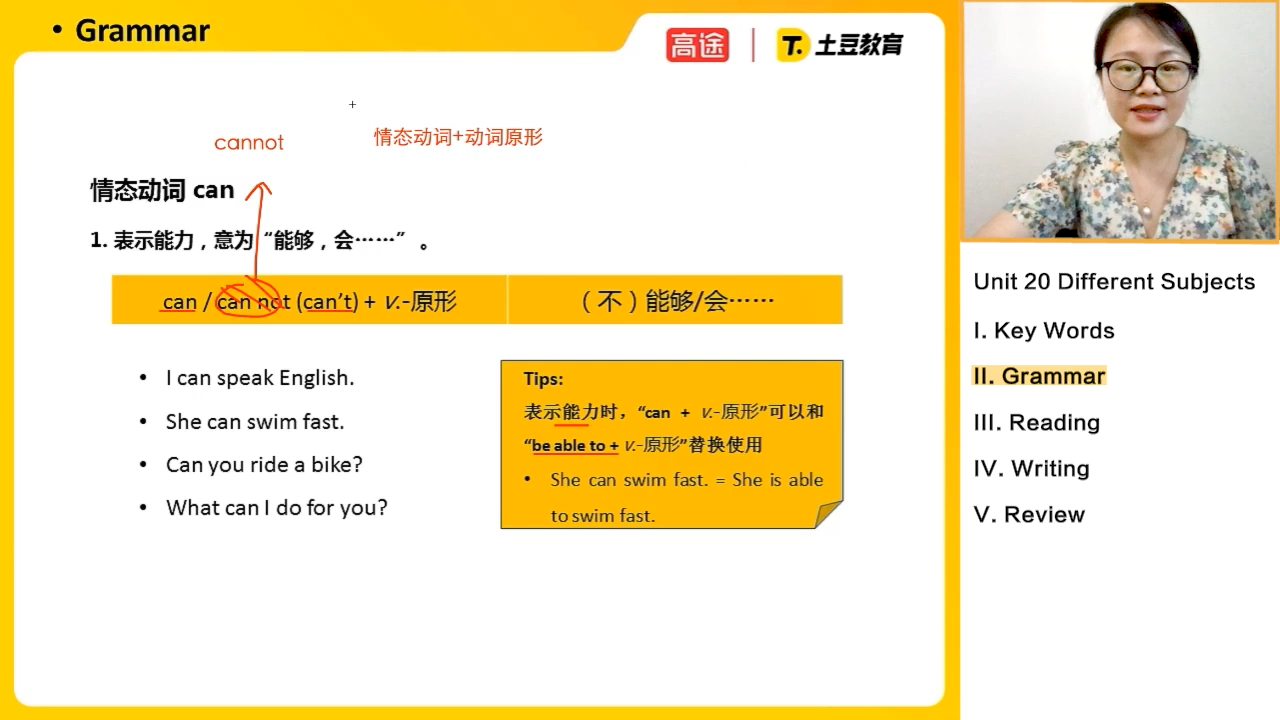 • Grammar
高途 | T. 土豆教育
cannot
情态动词+动词原形
情态动词 can
1. 表示能力，意为“能够，会……”。
can / can not (can’t) + v.-原形
（不）能够/会……
• I can speak English.
• She can swim fast.
• Can you ride a bike?
• What can I do for you?
Tips:
表示能力时，“can + v.-原形”可以和
“be able to + v.-原形”替换使用
• She can swim fast. = She is able
to swim fast.
Unit 20 Different Subjects
I. Key Words
II. Grammar
III. Reading
IV. Writing
V. Review